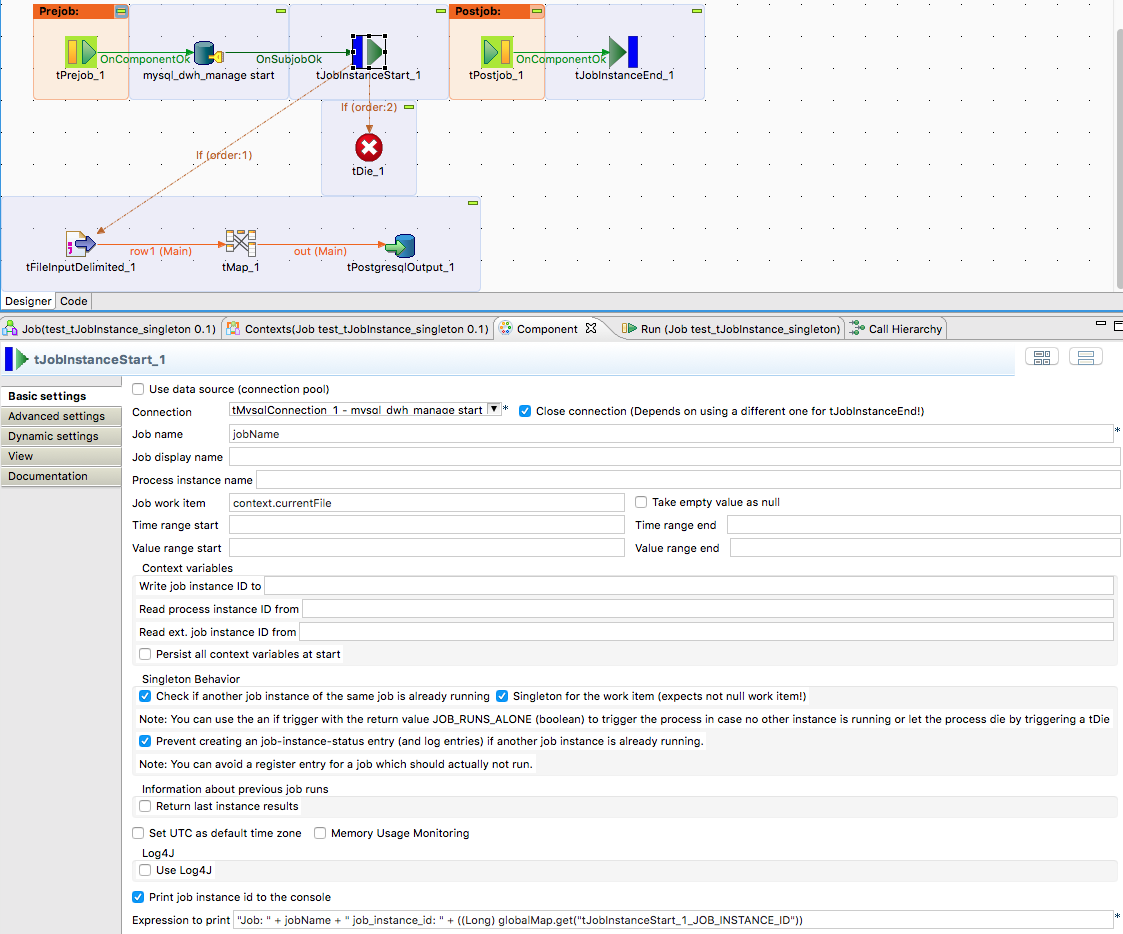 Prejob:
Postjob:
OnComponentOk
OnSubjobOk
OnComponentOk
tPrejob_1
mysql_dwh_manage start
tJobInstanceStart_1
tPostjob_1
tJobInstanceEnd_1
If (order:2)
If (order:1)
tDie_1
row1 (Main)
out (Main)
tFileInputDelimited_1
tMap_1
tPostgresqlOutput_1
Designer Code
Job(test_tJobInstance_singleton 0.1) Contexts(Job test_tJobInstance_singleton 0.1) Component Run (Job test_tJobInstance_singleton) Call Hierarchy
tJobInstanceStart_1
Basic settings
Advanced settings
Dynamic settings
View
Documentation
Use data source (connection pool)
Connection tMysqlConnection_1 - mysql_dwh_manage start * Close connection (Depends on using a different one for tJobInstanceEnd!)
Job name jobName *
Job display name
Process instance name
Job work item context.currentFile Take empty value as null
Time range start Time range end
Value range start Value range end
Context variables
Write job instance ID to
Read process instance ID from
Read ext. job instance ID from
Persist all context variables at start
Singleton Behavior
Check if another job instance of the same job is already running Singleton for the work item (expects not null work item!)
Note: You can use the an if trigger with the return value JOB_RUNS_ALONE (boolean) to trigger the process in case no other instance is running or let the process die by triggering a tDie
Prevent creating an job-instance-status entry (and log entries) if another job instance is already running.
Note: You can avoid a register entry for a job which should actually not run.
Information about previous job runs
Return last instance results
Set UTC as default time zone Memory Usage Monitoring
Log4J
Use Log4J
Print job instance id to the console
Expression to print "Job: " + jobName + " job_instance_id: " + ((Long) globalMap.get("tJobInstanceStart_1_JOB_INSTANCE_ID")) *